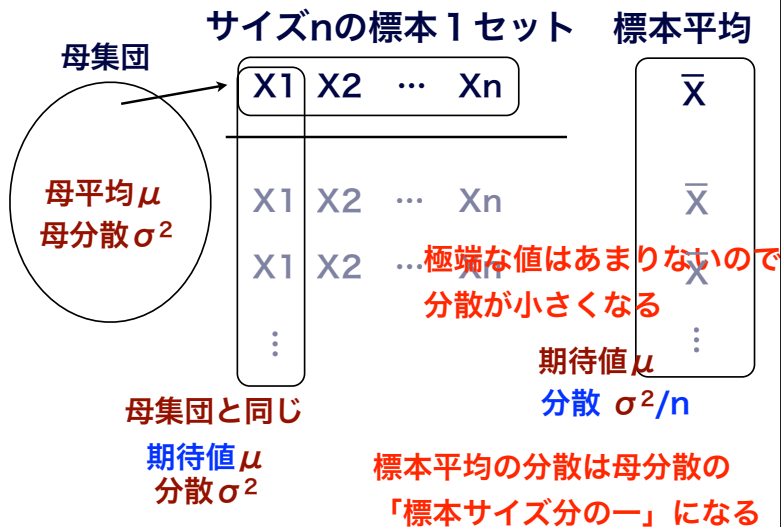 サイズnの標本1セット 標本平均
母集団
X1 X2 … Xn X̅
母平均μ
母分散σ²
X1 X2 … Xn X̅
X1 X2 … Xn X̅
極端な値はあまりないので
分散が小さくなる
⋮ ⋮
期待値μ
分散 σ²/n
母集団と同じ
期待値μ
分散σ²
標本平均の分散は母分散の
「標本サイズ分の一」になる